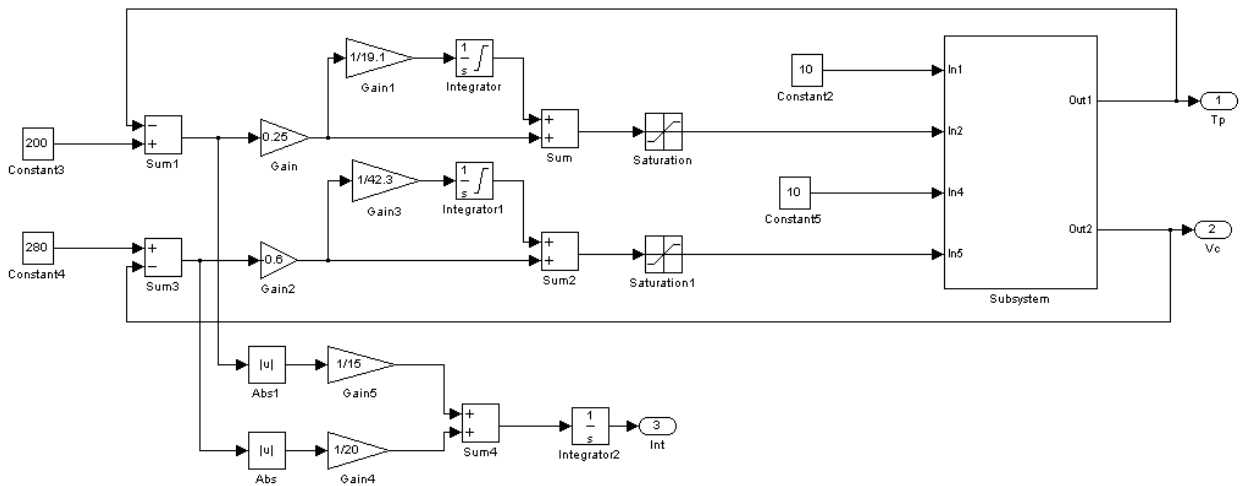 1/19.1
1
s
Gain1
Integrator
10
Constant2
In1
Out1
1
Tp
200
Constant3
−
+
Sum1
0.25
Gain
+
+
Sum
Saturation
In2
1/42.3
Gain3
1
s
Integrator1
10
Constant5
In4
280
Constant4
+
−
Sum3
0.6
Gain2
+
+
Sum2
Saturation1
In5
Out2
2
Vc
Subsystem
|u|
Abs1
1/15
Gain5
|u|
Abs
1/20
Gain4
+
+
Sum4
1
s
Integrator2
3
Int